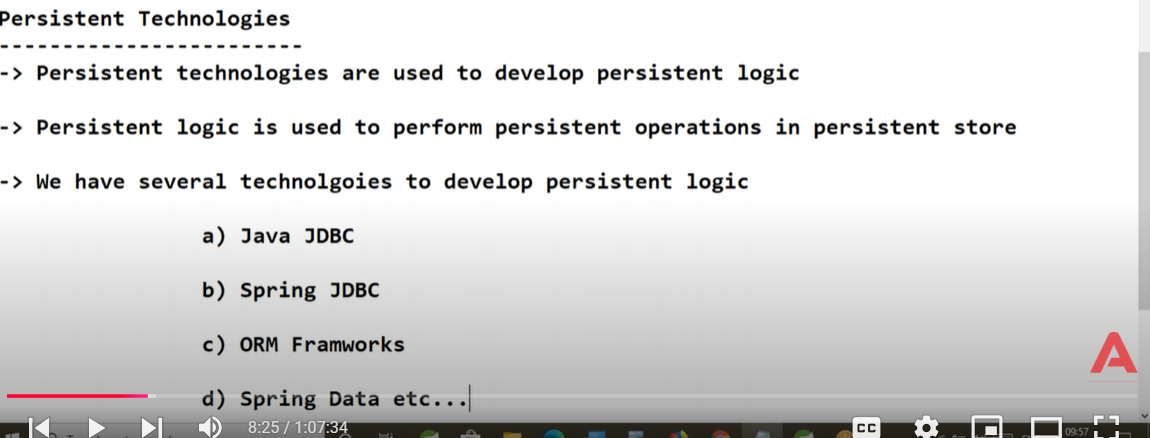 Persistent Technologies
------------------------
-> Persistent technologies are used to develop persistent logic
-> Persistent logic is used to perform persistent operations in persistent store
-> We have several technolgoies to develop persistent logic
a) Java JDBC
b) Spring JDBC
c) ORM Framworks
A
d) Spring Data etc...
8:25 / 1:07:34
CC
09:57